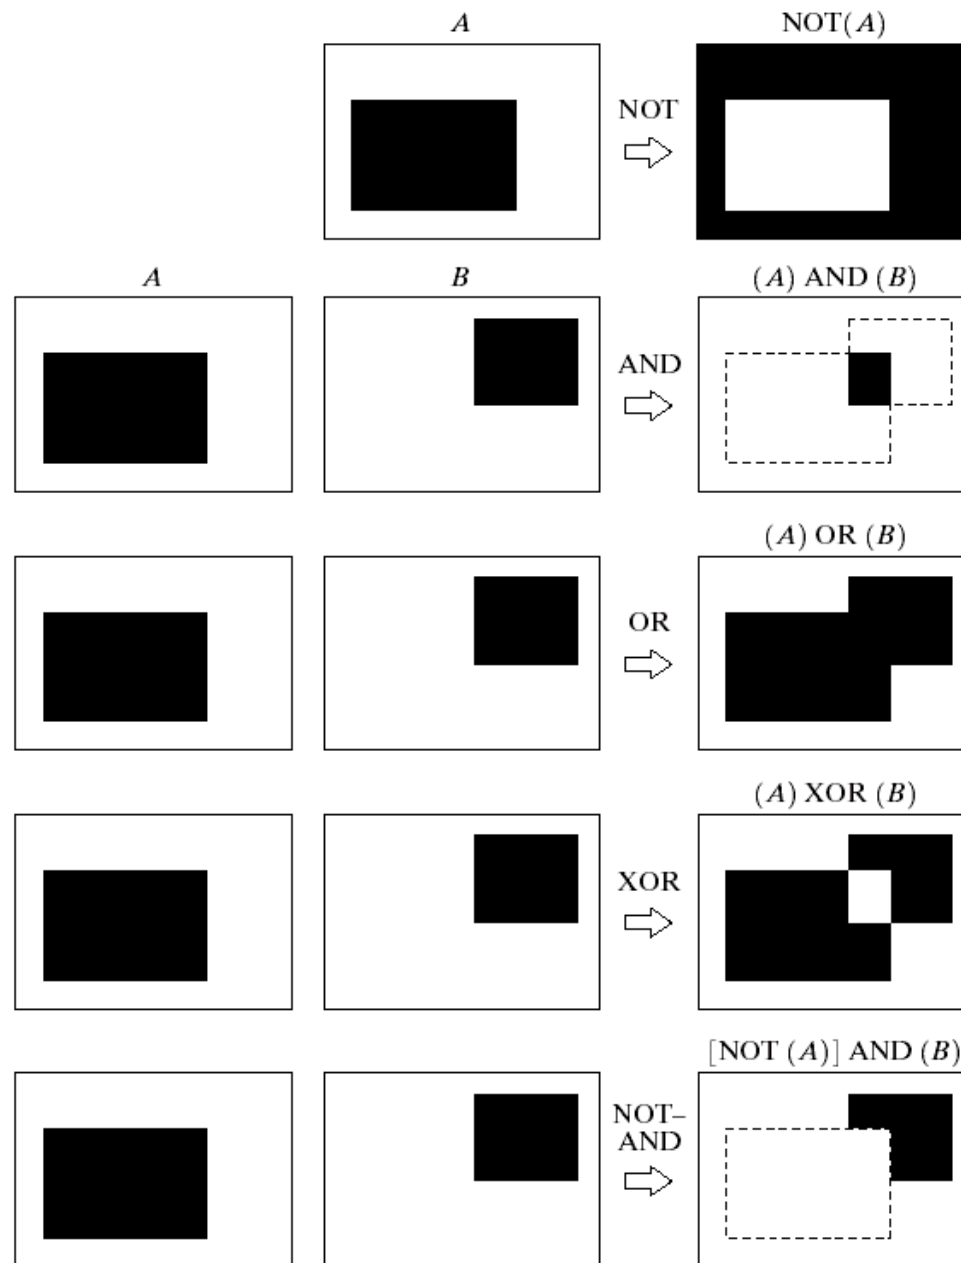 A NOT(A)
NOT
A B (A) AND (B)
AND
(A) OR (B)
OR
(A) XOR (B)
XOR
[NOT (A)] AND (B)
NOT–
AND